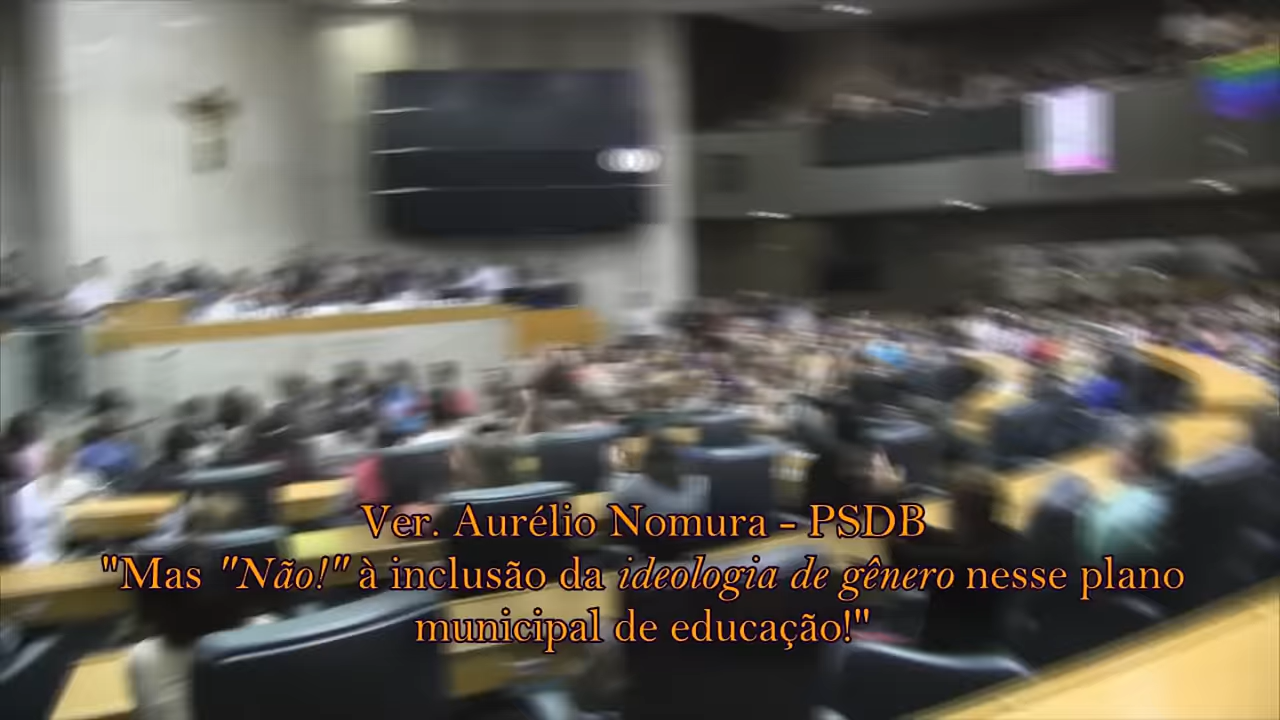 Ver. Aurélio Nomura - PSDB
"Mas "Não!" à inclusão da ideologia de gênero nesse plano
municipal de educação!"